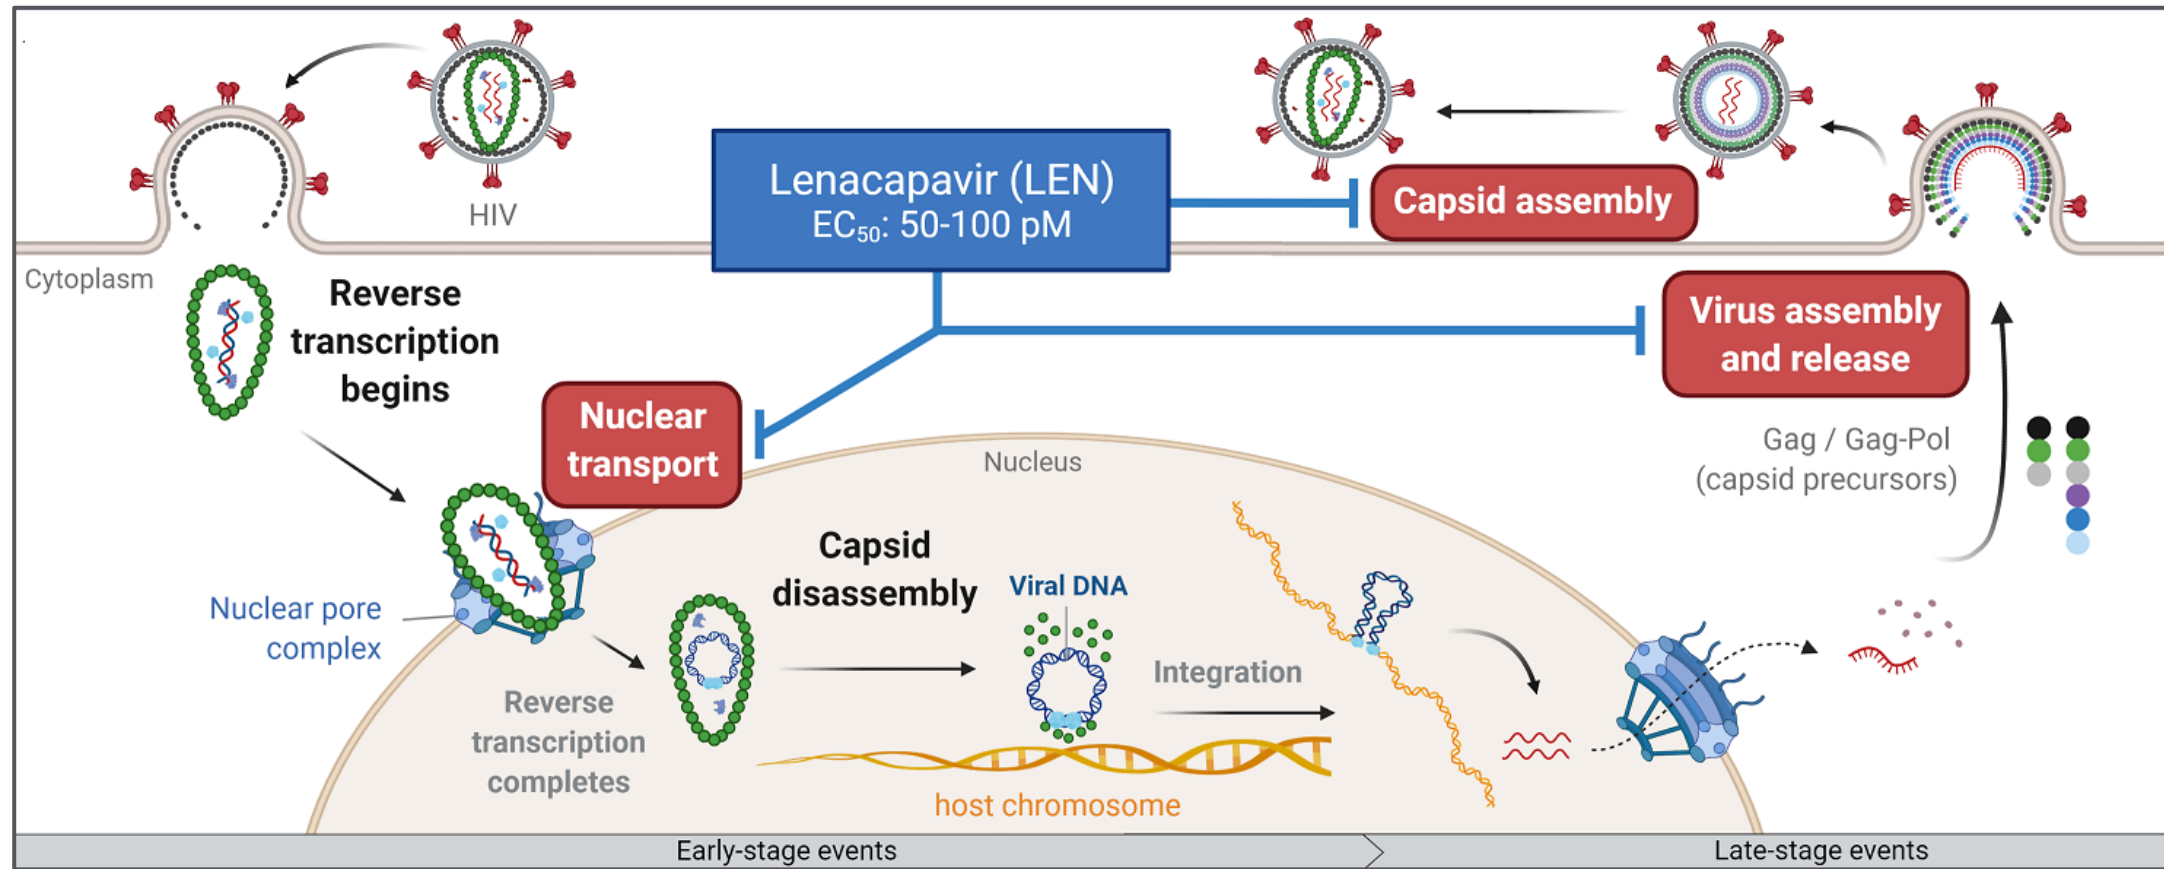 HIV
Lenacapavir (LEN)
EC₅₀: 50-100 pM
Capsid assembly
Cytoplasm
Reverse
transcription
begins
Virus assembly
and release
Nuclear
transport
Gag / Gag-Pol
(capsid precursors)
Nucleus
Capsid
disassembly
Viral DNA
Nuclear pore
complex
Integration
Reverse
transcription
completes
host chromosome
Early-stage events
Late-stage events